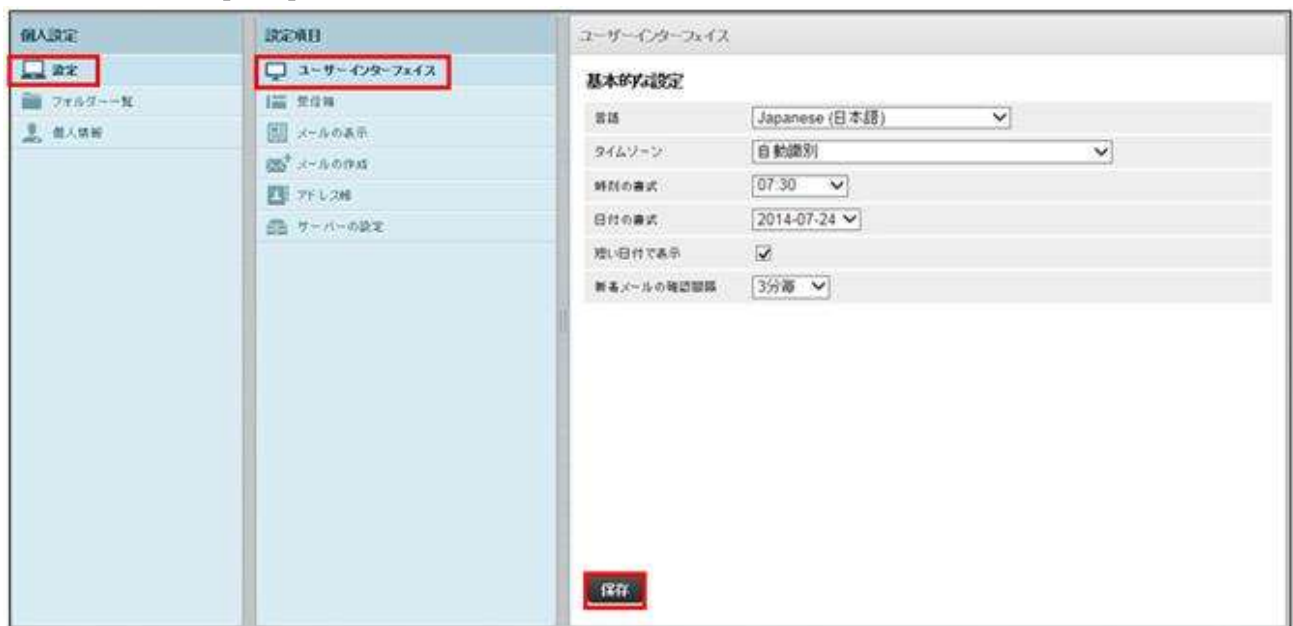 個人設定
設定
フォルダー一覧
個人情報
設定項目
ユーザーインターフェイス
受信箱
メールの表示
メールの作成
アドレス帳
サーバーの設定
ユーザーインターフェイス
基本的な設定
言語 Japanese (日本語)
タイムゾーン 自動識別
時刻の書式 07:30
日付の書式 2014-07-24
短い日付で表示
新着メールの確認間隔 3分毎
保存